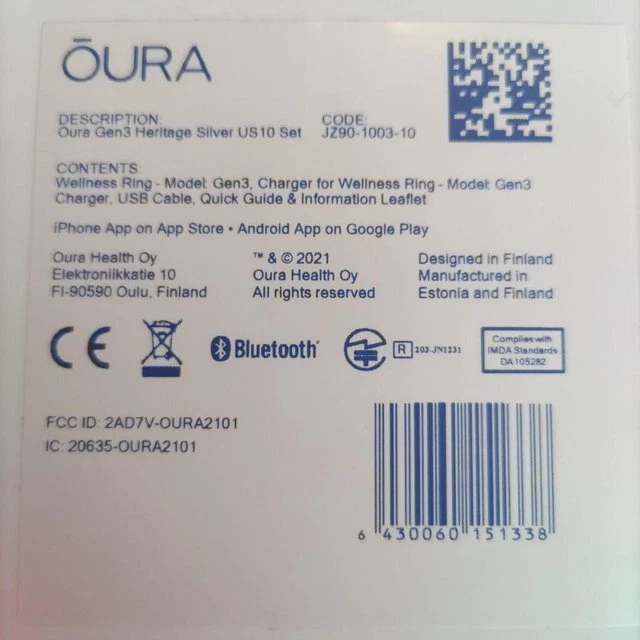 ŌURA
DESCRIPTION:
Oura Gen3 Heritage Silver US10 Set
CODE:
JZ90-1003-10
CONTENTS:
Wellness Ring - Model: Gen3, Charger for Wellness Ring - Model: Gen3
Charger, USB Cable, Quick Guide & Information Leaflet
iPhone App on App Store • Android App on Google Play
Oura Health Oy
Elektroniikkatie 10
FI-90590 Oulu, Finland
™ & © 2021
Oura Health Oy
All rights reserved
Designed in Finland
Manufactured in
Estonia and Finland
CE
Bluetooth
R 203-JN1231
Complies with
IMDA Standards
DA105282
FCC ID: 2AD7V-OURA2101
IC: 20635-OURA2101
6 430060 151338